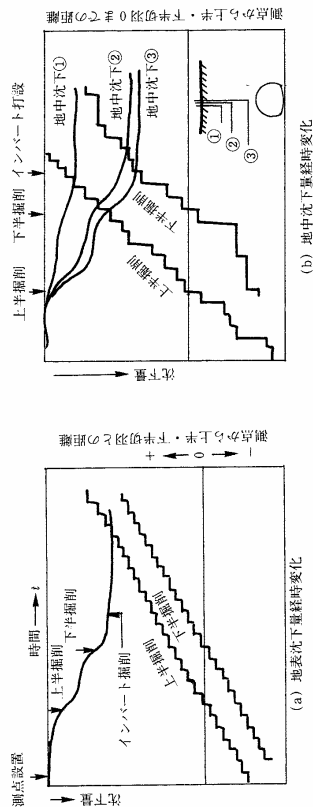 測点設置
時間 t
上半掘削
下半掘削
インバート掘削
上半掘削
下半掘削
沈下量
測点から上半・下半切羽との距離
+
0
-
(a) 地表沈下量経時変化
上半掘削
下半掘削
インバート打設
地中沈下①
地中沈下②
地中沈下③
上半掘削
下半掘削
沈下量
測点から上半・下半切羽0までの距離
①
②
③
(b) 地中沈下量経時変化